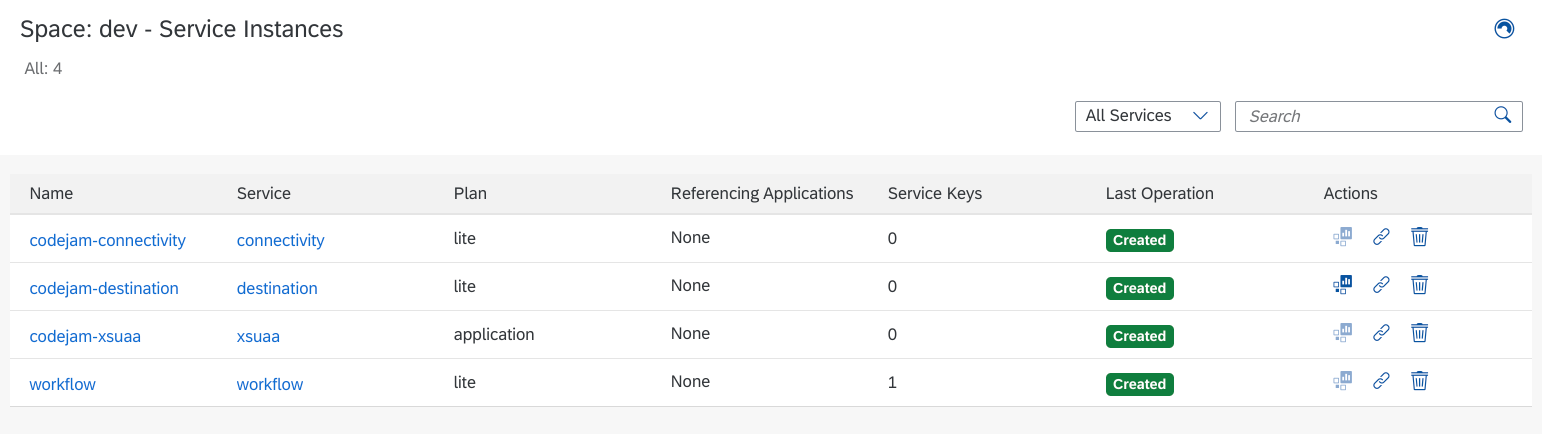 Space: dev - Service Instances
All: 4
All Services Search
Name Service Plan Referencing Applications Service Keys Last Operation Actions
codejam-connectivity connectivity lite None 0 Created
codejam-destination destination lite None 0 Created
codejam-xsuaa xsuaa application None 0 Created
workflow workflow lite None 1 Created